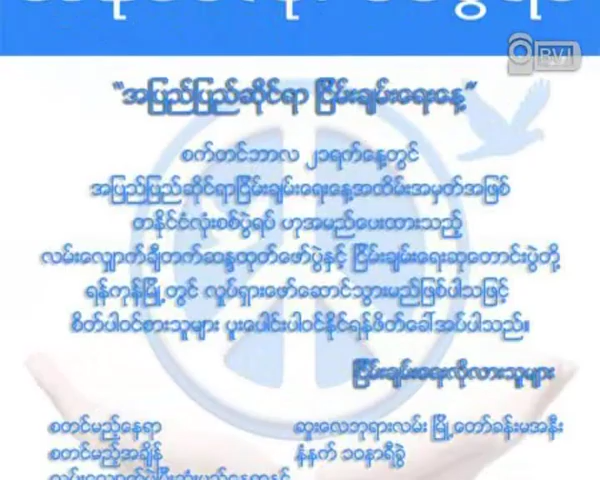 RVI
"အပြည်ပြည်ဆိုင်ရာ ငြိမ်းချမ်းရေးနေ့"
စက်တင်ဘာလ ၂၁ရက်နေ့တွင်
အပြည်ပြည်ဆိုင်ရာငြိမ်းချမ်းရေးနေ့အထိမ်းအမှတ်အဖြစ်
တနိုင်ငံလုံးစစ်ပွဲရပ် ဟုအမည်ပေးထားသည့်
လမ်းလျှောက်ချီတက်ဆန္ဒထုတ်ဖော်ပွဲနှင့် ငြိမ်းချမ်းရေးဆုတောင်းပွဲတို့
ရန်ကုန်မြို့တွင် လှုပ်ရှားဖော်ဆောင်သွားမည်ဖြစ်ပါသဖြင့်
စိတ်ပါဝင်စားသူများ ပူးပေါင်းပါဝင်နိုင်ရန်ဖိတ်ခေါ်အပ်ပါသည်။
ငြိမ်းချမ်းရေးလိုလားသူများ
စတင်မည့်နေရာ ဆူးလေဘုရားလမ်း မြို့တော်ခန်းမအနီး
စတင်မည့်အချိန် နံနက် ၁၀နာရီခွဲ